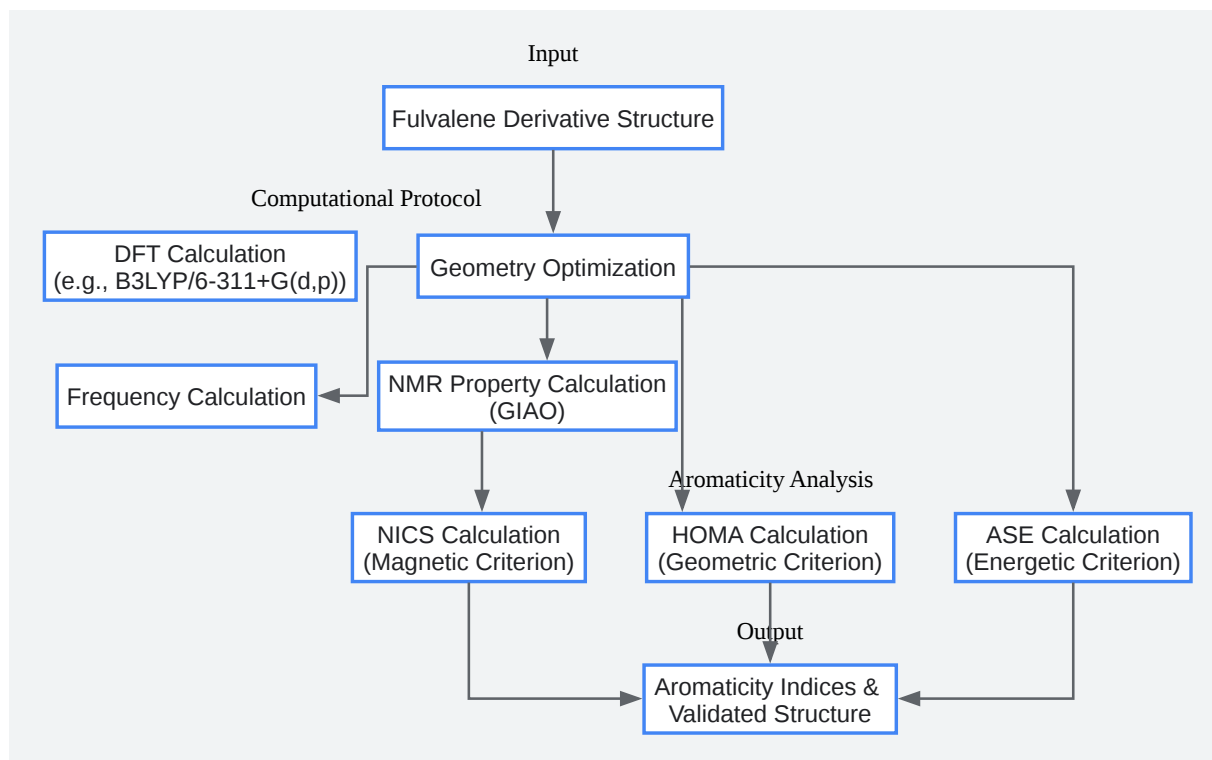 Input
Fulvalene Derivative Structure
Computational Protocol
DFT Calculation
(e.g., B3LYP/6-311+G(d,p))
Geometry Optimization
Frequency Calculation
NMR Property Calculation
(GIAO)
Aromaticity Analysis
NICS Calculation
(Magnetic Criterion)
HOMA Calculation
(Geometric Criterion)
ASE Calculation
(Energetic Criterion)
Output
Aromaticity Indices &
Validated Structure